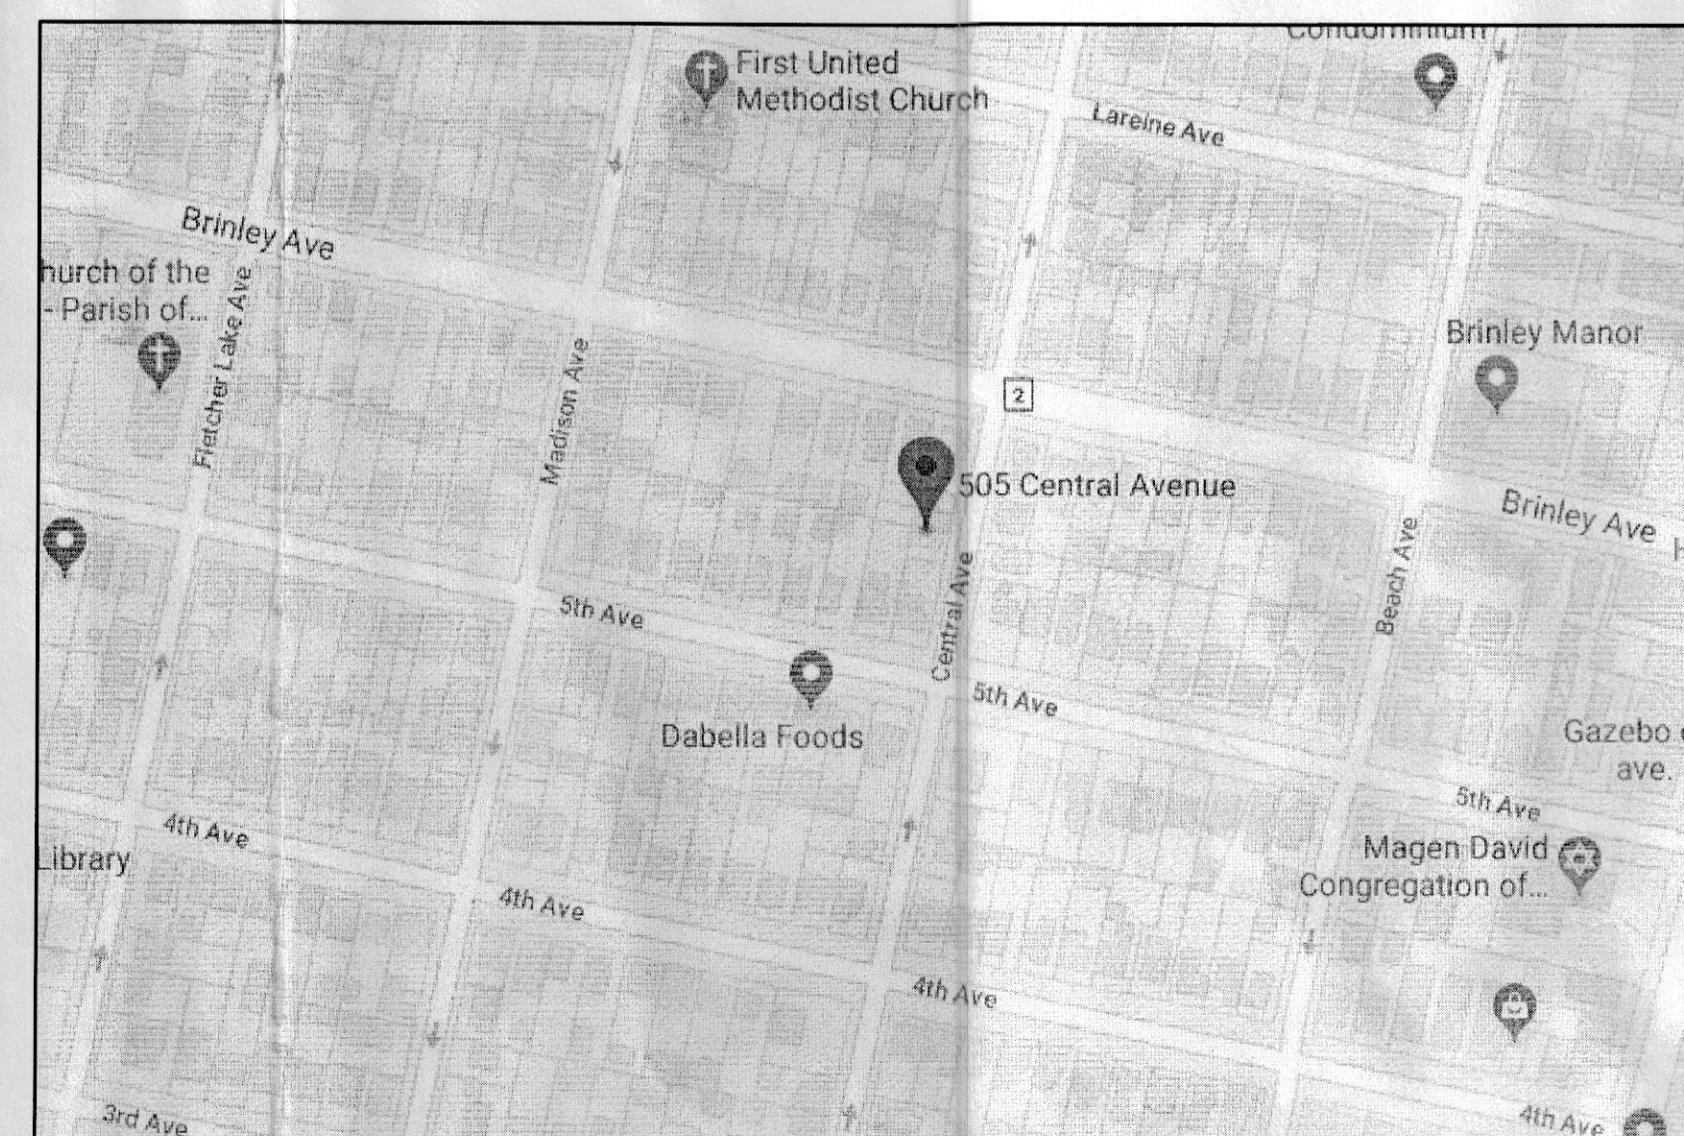 Condominium
First United
Methodist Church
Lareine Ave
Brinley Ave
hurch of the
- Parish of...
Fletcher Lake Ave
Madison Ave
Brinley Manor
2
505 Central Avenue
Brinley Ave
Beach Ave
Central Ave
5th Ave
5th Ave
Dabella Foods
Gazebo
ave.
5th Ave
4th Ave
Library
Magen David
Congregation of...
4th Ave
4th Ave
3rd Ave
4th Ave